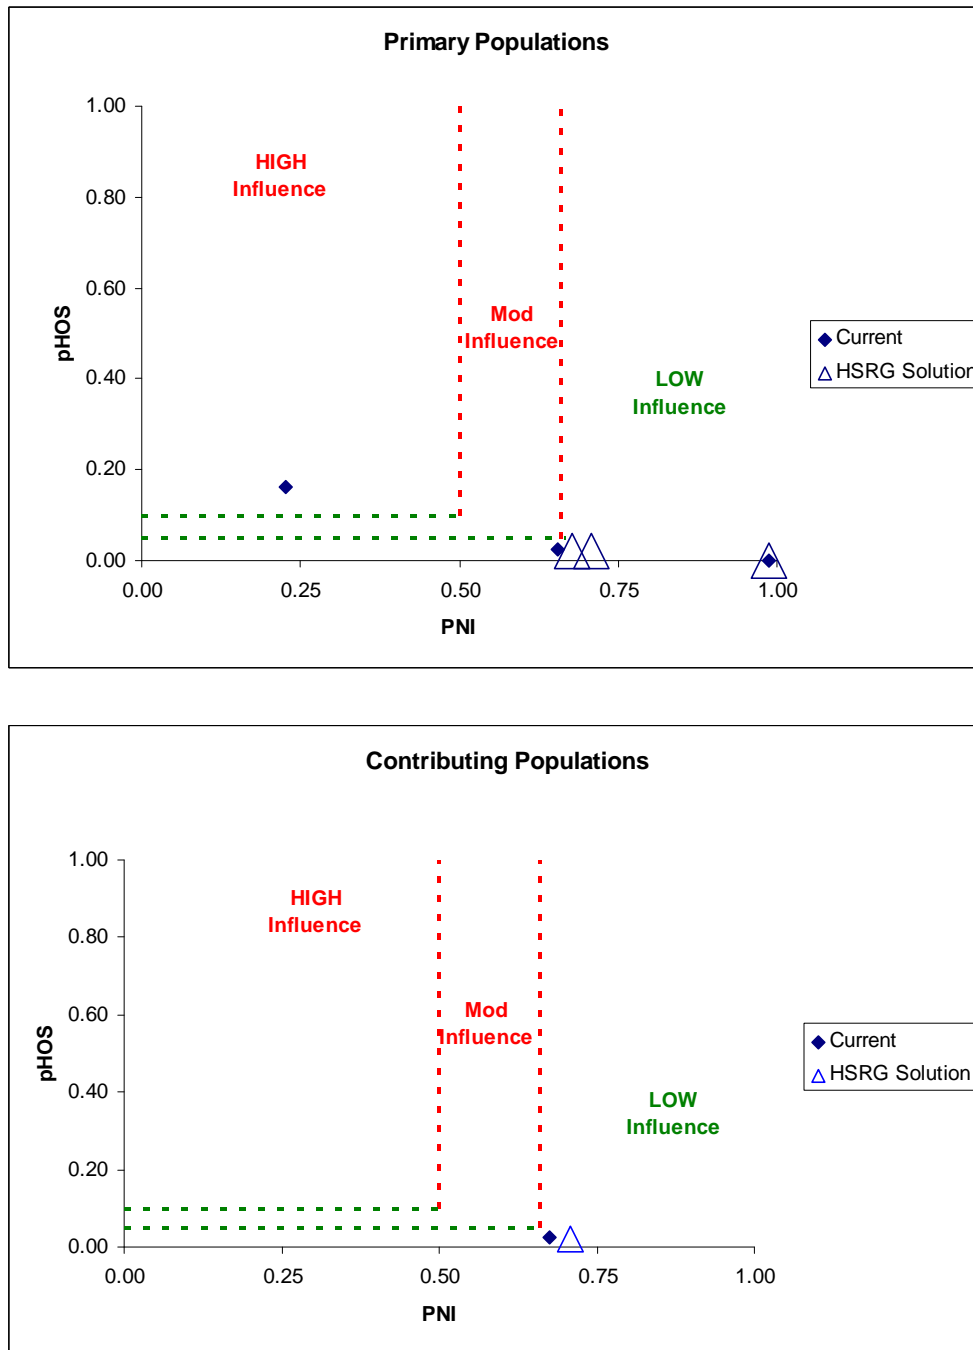 Primary Populations
1.00
0.80
0.60
0.40
0.20
0.00
pHOS
HIGH
Influence
Mod
Influence
LOW
Influence
Current
HSRG Solution
0.00 0.25 0.50 0.75 1.00
PNI
Contributing Populations
1.00
0.80
0.60
0.40
0.20
0.00
pHOS
HIGH
Influence
Mod
Influence
LOW
Influence
Current
HSRG Solution
0.00 0.25 0.50 0.75 1.00
PNI